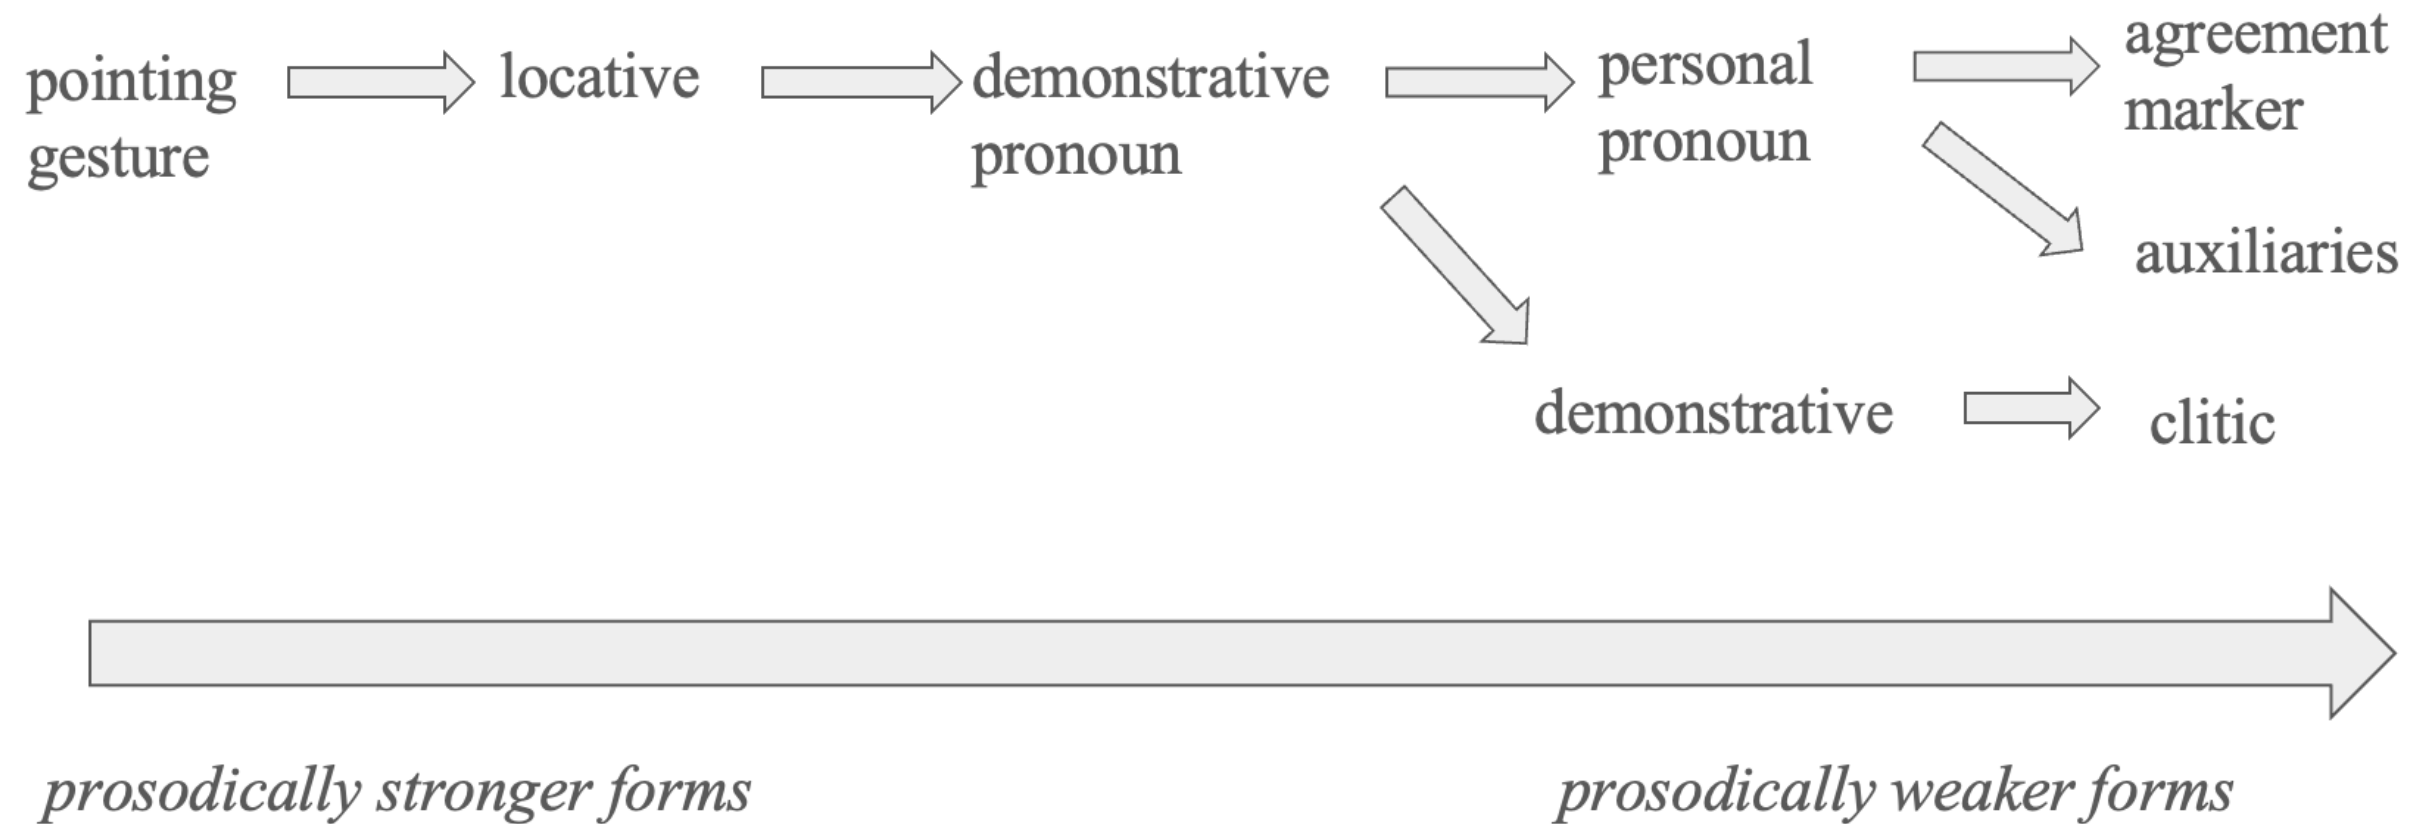 pointing
gesture
locative
demonstrative
pronoun
personal
pronoun
agreement
marker
auxiliaries
demonstrative
clitic
prosodically stronger forms
prosodically weaker forms